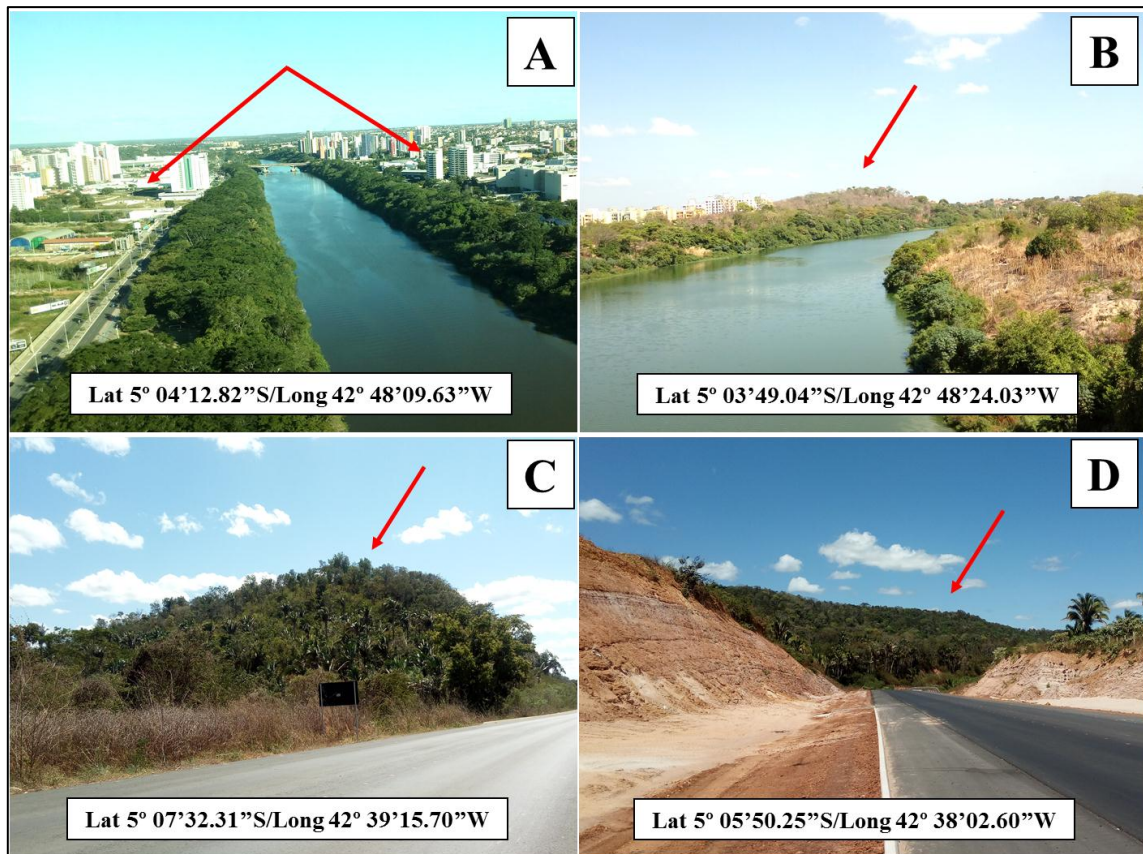 A
B
Lat 5º 04’12.82”S/Long 42º 48’09.63”W
Lat 5º 03’49.04”S/Long 42º 48’24.03”W
C
D
Lat 5º 07’32.31”S/Long 42º 39’15.70”W
Lat 5º 05’50.25”S/Long 42º 38’02.60”W